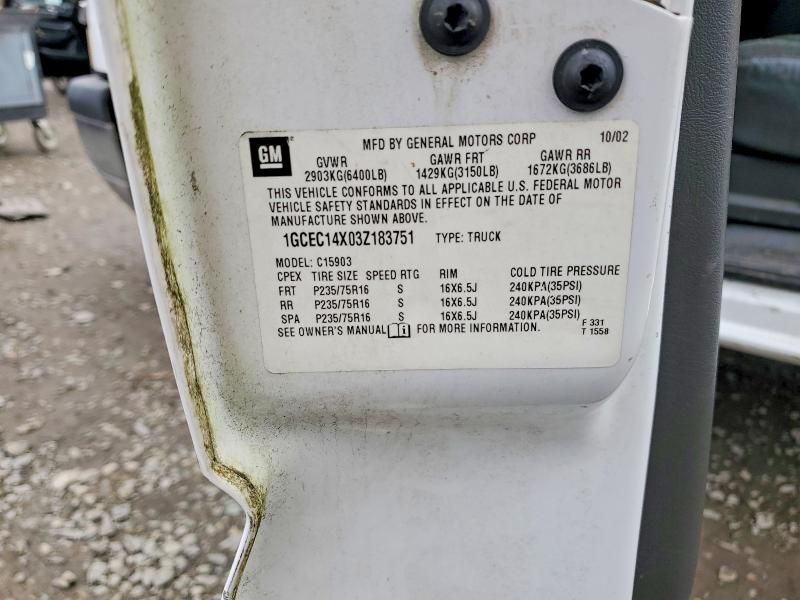 MFD BY GENERAL MOTORS CORP 10/02
GM
GVWR GAWR FRT GAWR RR
2903KG(6400LB) 1429KG(3150LB) 1672KG(3686LB)
THIS VEHICLE CONFORMS TO ALL APPLICABLE U.S. FEDERAL MOTOR
VEHICLE SAFETY STANDARDS IN EFFECT ON THE DATE OF
MANUFACTURE SHOWN ABOVE.
1GCEC14X03Z183751 TYPE: TRUCK
MODEL: C15903
CPEX TIRE SIZE SPEED RTG RIM COLD TIRE PRESSURE
FRT P235/75R16 S 16X6.5J 240KPA(35PSI)
RR P235/75R16 S 16X6.5J 240KPA(35PSI)
SPA P235/75R16 S 16X6.5J 240KPA(35PSI)
SEE OWNER'S MANUAL FOR MORE INFORMATION. F 331
T 1558